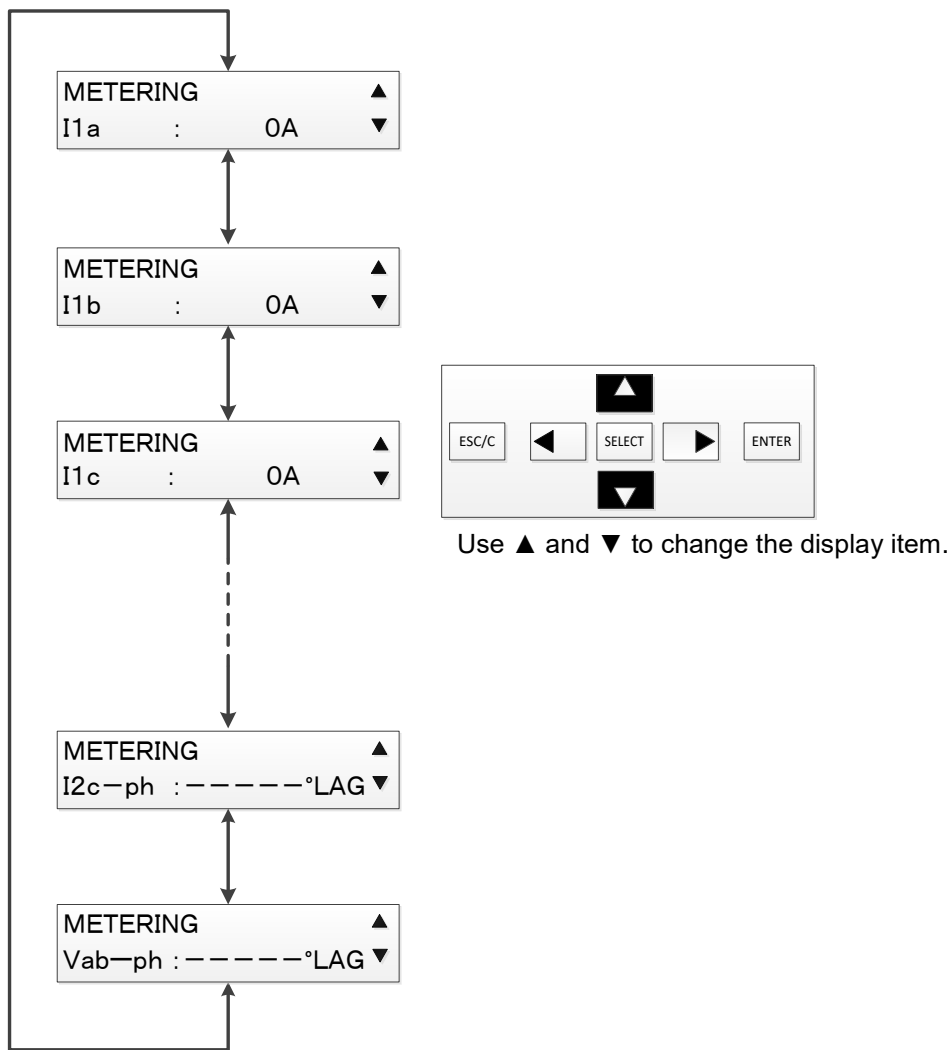 METERING ▲
I1a : 0A ▼
METERING ▲
I1b : 0A ▼
METERING ▲
I1c : 0A ▼
ESC/C ◀ SELECT ▶ ENTER
Use ▲ and ▼ to change the display item.
METERING ▲
I2c－ph :－－－－－°LAG ▼
METERING ▲
Vab－ph :－－－－－°LAG ▼